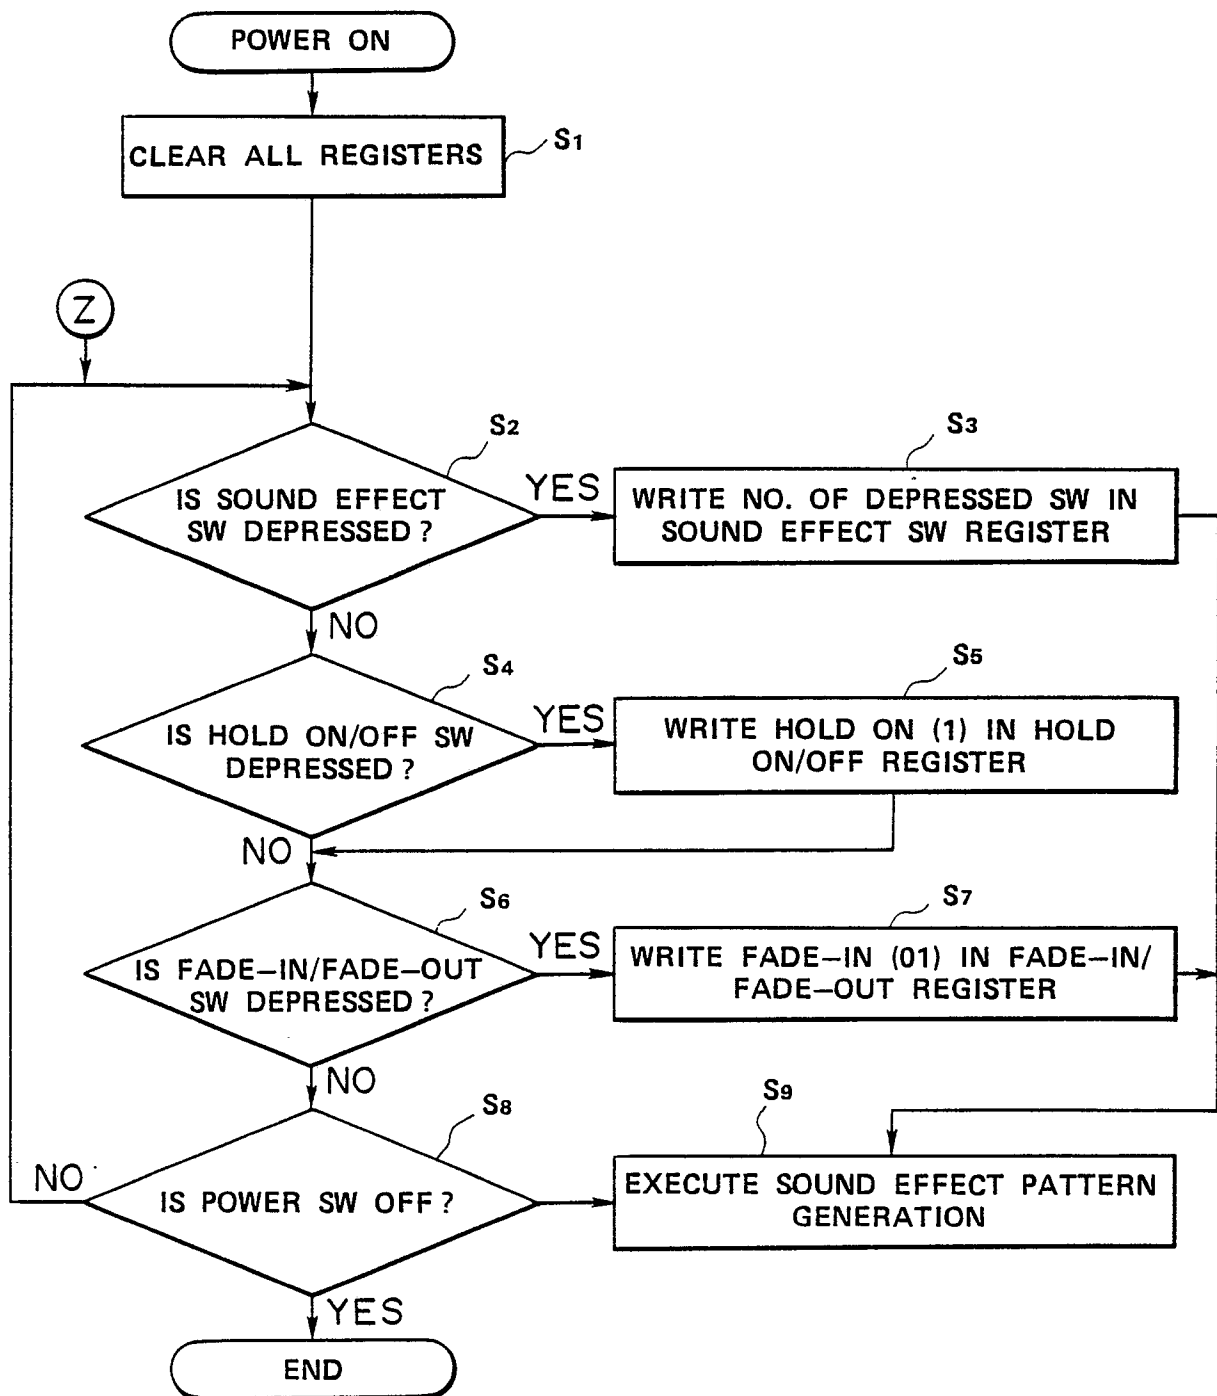 POWER ON
CLEAR ALL REGISTERS
S1
Z
S2
IS SOUND EFFECT
SW DEPRESSED?
YES
S3
WRITE NO. OF DEPRESSED SW IN
SOUND EFFECT SW REGISTER
NO
S4
IS HOLD ON/OFF SW
DEPRESSED?
YES
S5
WRITE HOLD ON (1) IN HOLD
ON/OFF REGISTER
NO
S6
IS FADE–IN/FADE–OUT
SW DEPRESSED?
YES
S7
WRITE FADE–IN (01) IN FADE–IN/
FADE–OUT REGISTER
NO
S8
IS POWER SW OFF?
NO
S9
EXECUTE SOUND EFFECT PATTERN
GENERATION
YES
END